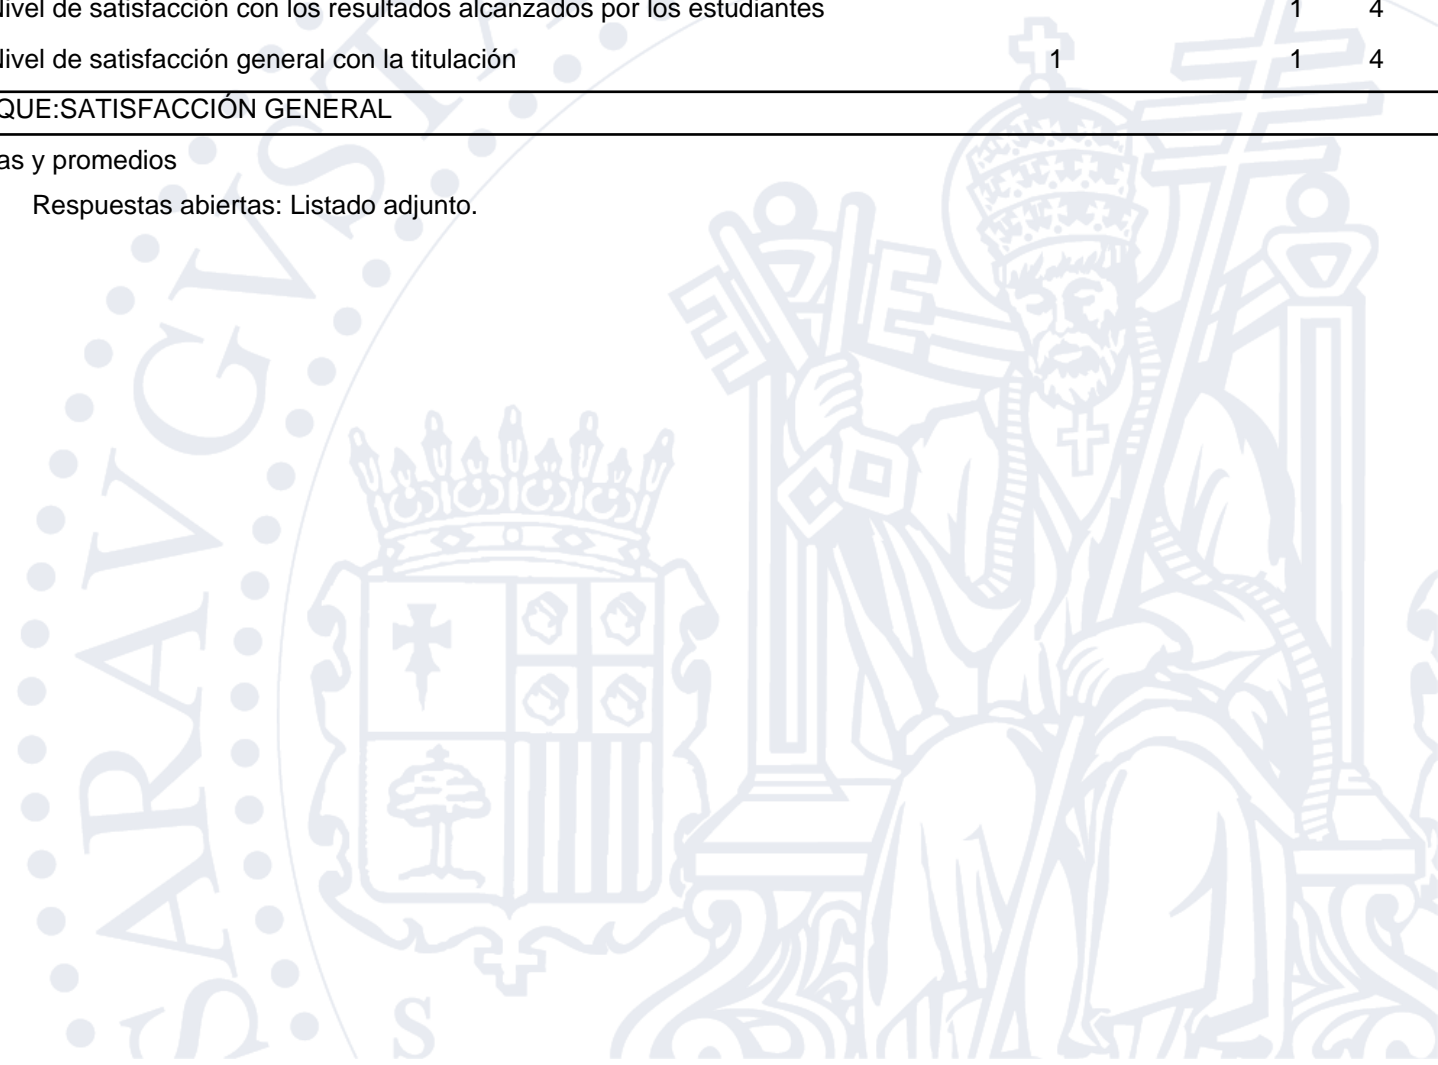 Nivel de satisfacción con los resultados alcanzados por los estudiantes 1 4
Nivel de satisfacción general con la titulación 1 1 4
QUE:SATISFACCIÓN GENERAL
as y promedios
Respuestas abiertas: Listado adjunto.
SARAVGVSTA
S